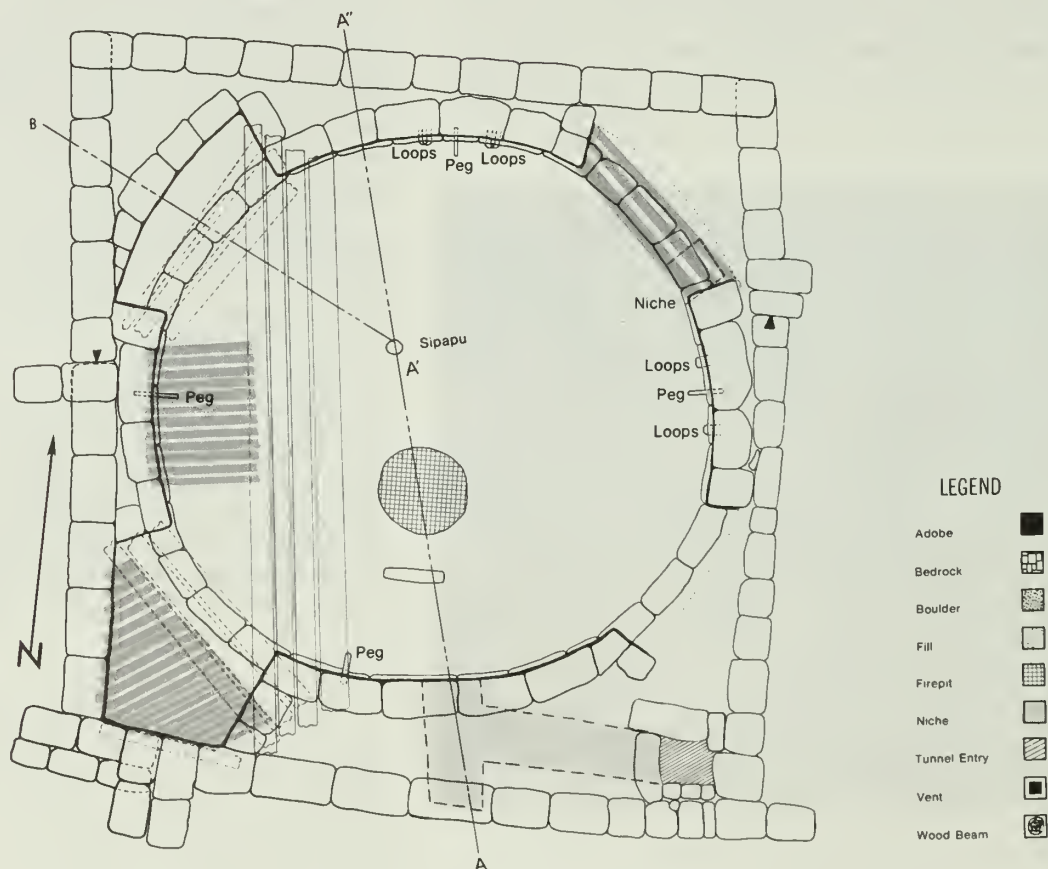 A"
B
Loops
Peg
Loops
Niche
Sipapu
A'
Loops
Peg
Peg
Loops
N
Peg
A
LEGEND
Adobe
Bedrock
Boulder
Fill
Firepit
Niche
Tunnel Entry
Vent
Wood Beam